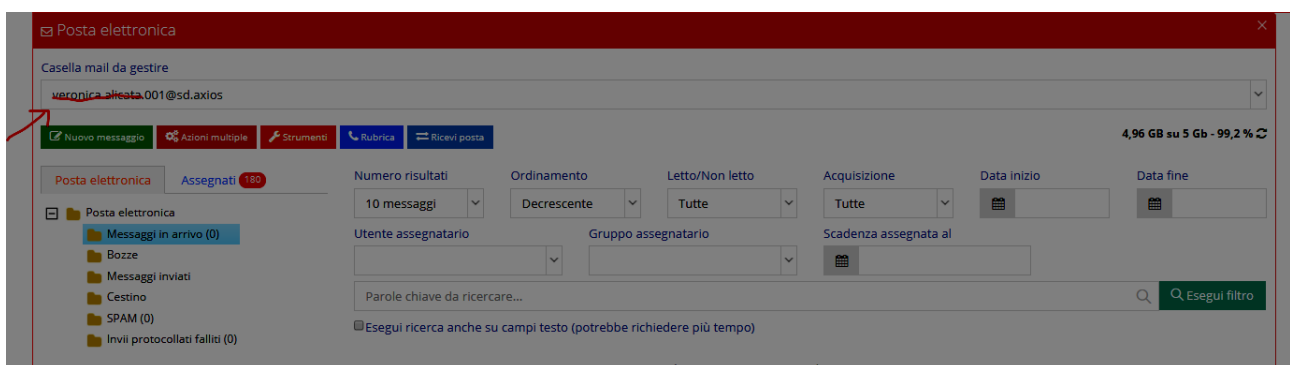 Posta elettronica
Casella mail da gestire
veronica.alicata.001@sd.axios
Nuovo messaggio Azioni multiple Strumenti Rubrica Ricevi posta 4,96 GB su 5 Gb - 99,2 %
Posta elettronica Assegnati 180
Numero risultati Ordinamento Letto/Non letto Acquisizione Data inizio Data fine
10 messaggi Decrescente Tutte Tutte
Posta elettronica
Messaggi in arrivo (0)
Bozze
Messaggi inviati
Cestino
SPAM (0)
Invii protocollati falliti (0)
Utente assegnatario Gruppo assegnatario Scadenza assegnata al
Parole chiave da ricercare... Esegui filtro
Esegui ricerca anche su campi testo (potrebbe richiedere più tempo)